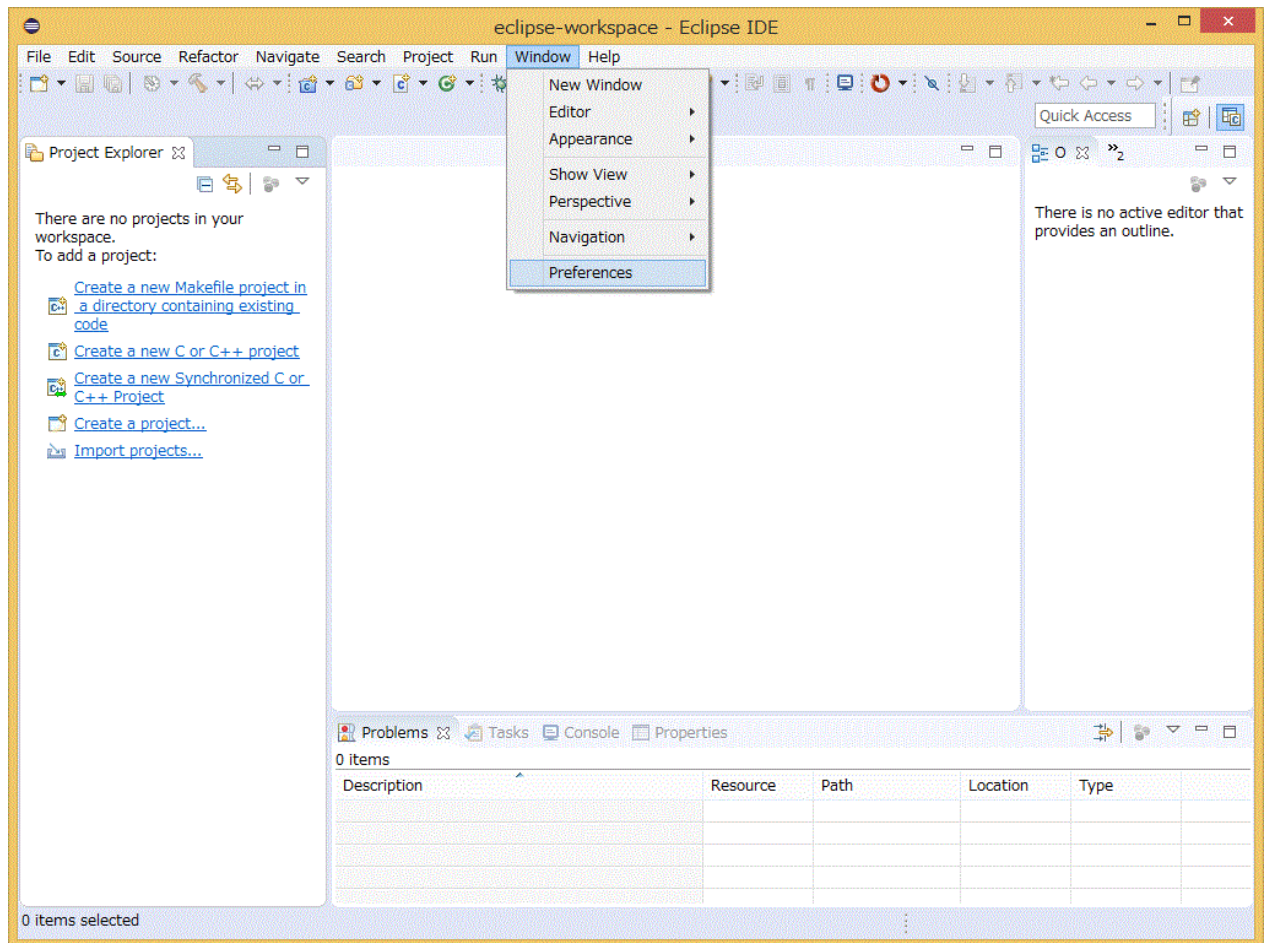 eclipse-workspace - Eclipse IDE
File Edit Source Refactor Navigate Search Project Run Window Help
New Window
Editor
Appearance
Show View
Perspective
Navigation
Preferences
Quick Access
Project Explorer
There are no projects in your
workspace.
To add a project:
Create a new Makefile project in
a directory containing existing
code
Create a new C or C++ project
Create a new Synchronized C or
C++ Project
Create a project...
Import projects...
O »2
There is no active editor that
provides an outline.
Problems Tasks Console Properties
0 items
Description Resource Path Location Type
0 items selected